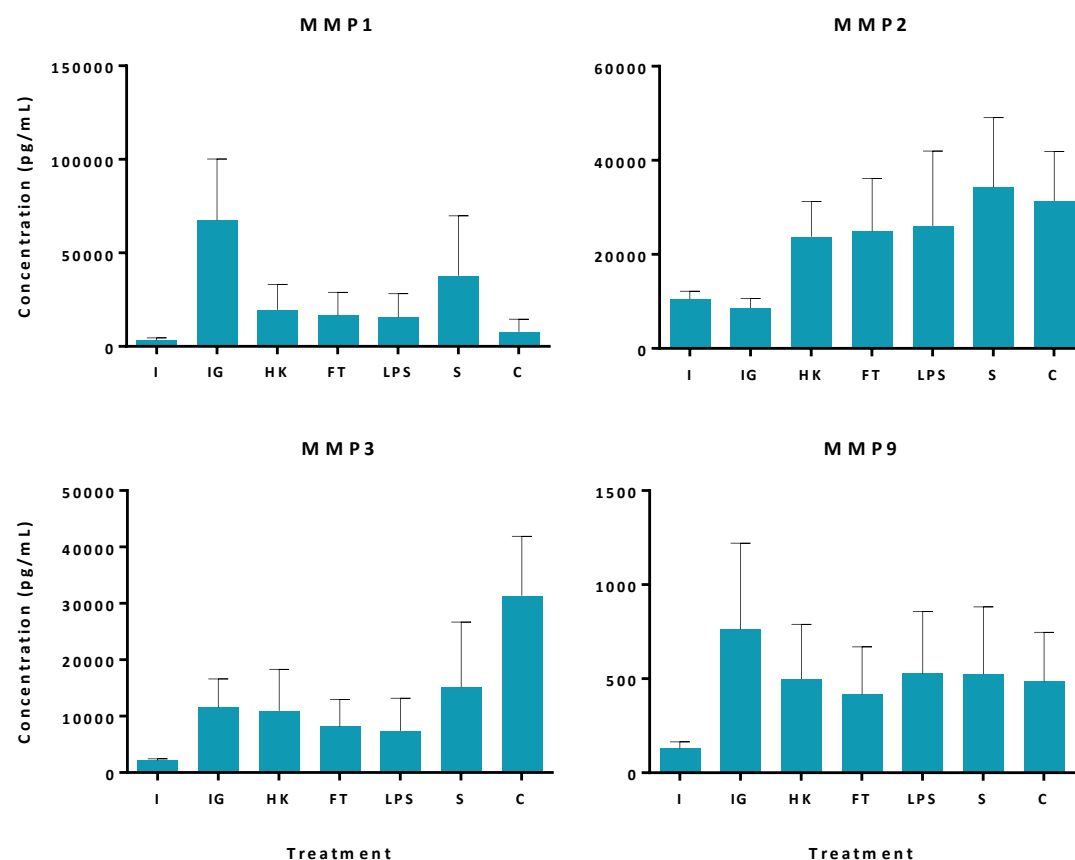 MMP1
Concentration (pg/mL)
150000
100000
50000
0
I IG HK FT LPS S C
MMP2
60000
40000
20000
0
I IG HK FT LPS S C
MMP3
Concentration (pg/mL)
50000
40000
30000
20000
10000
0
I IG HK FT LPS S C
Treatment
MMP9
1500
1000
500
0
I IG HK FT LPS S C
Treatment